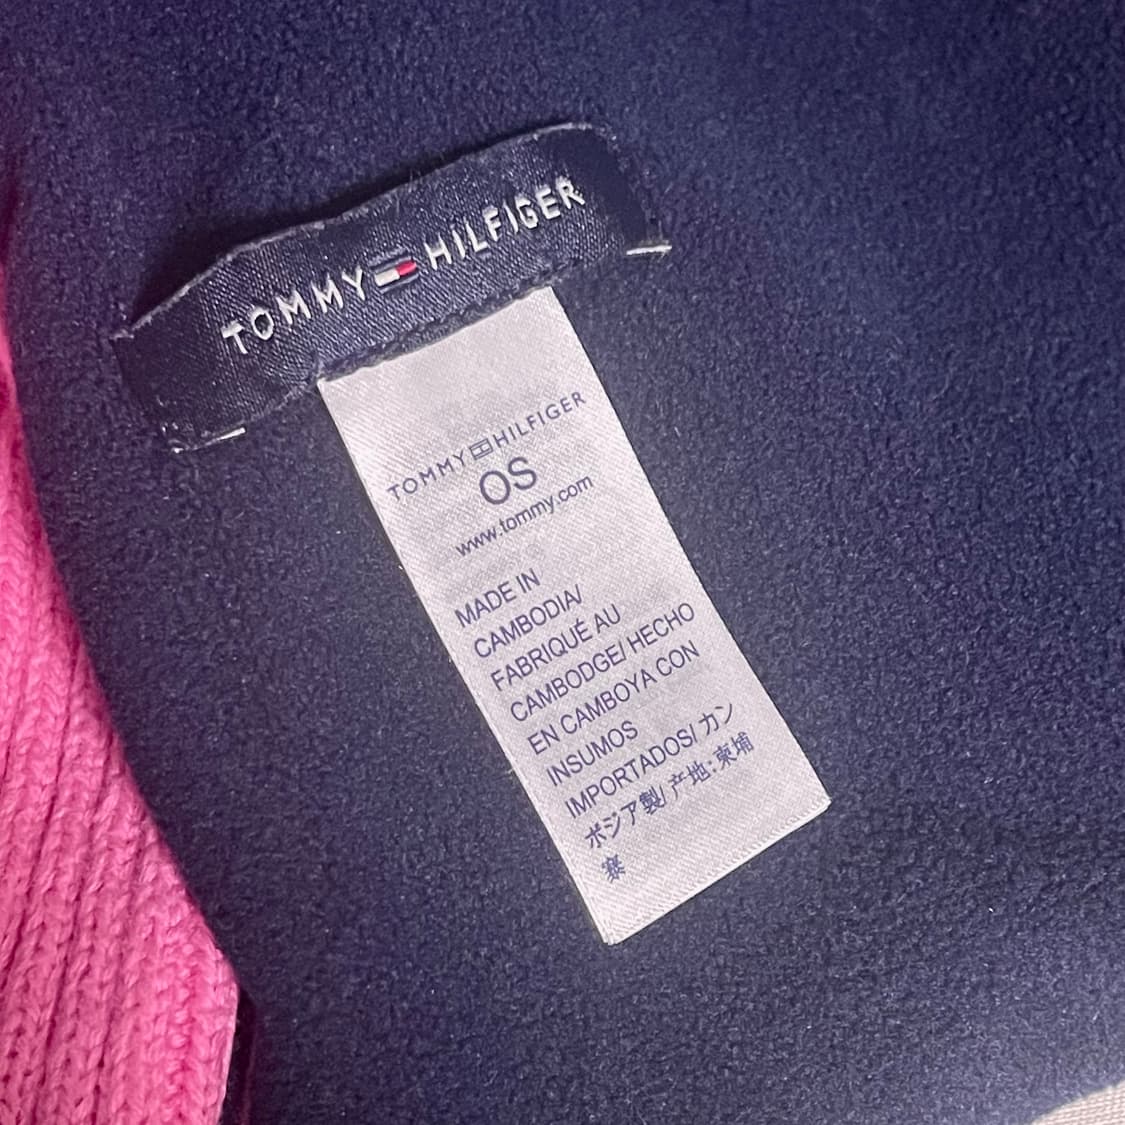 TOMMY HILFIGER
TOMMY HILFIGER
OS
www.tommy.com
MADE IN
CAMBODIA/
FABRIQUÉ AU
CAMBODGE/ HECHO
EN CAMBOYA CON
INSUMOS
IMPORTADOS/ カン
ボジア製/ 产地:柬埔
寨